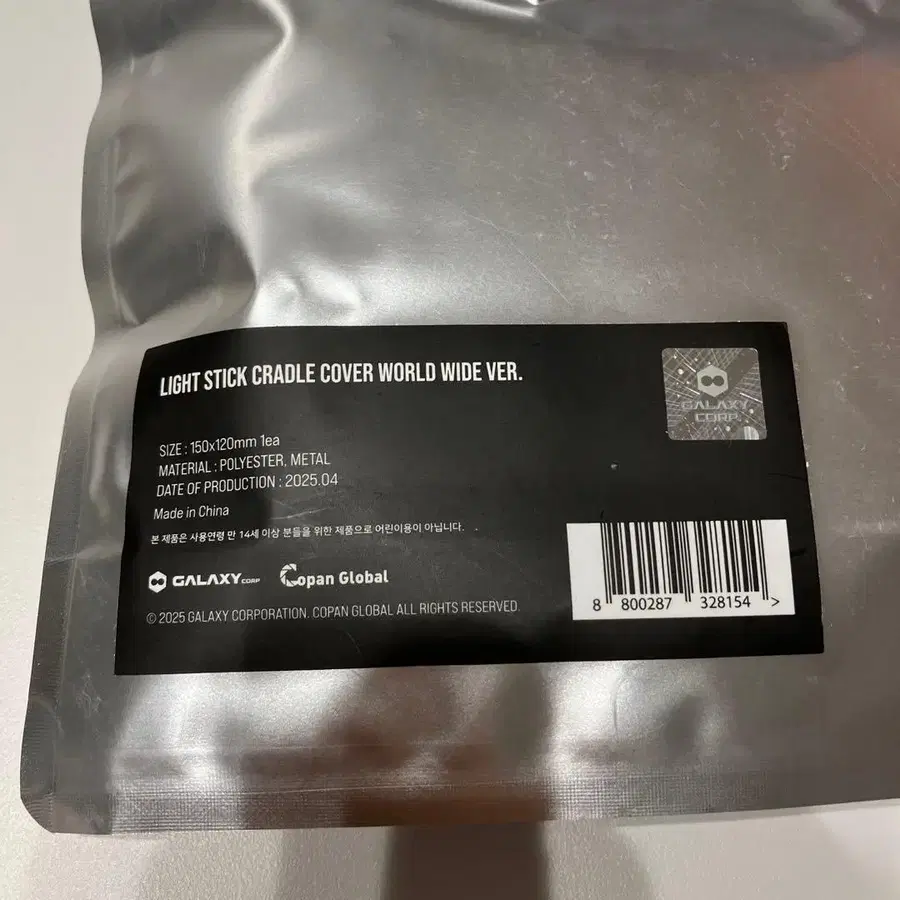 LIGHT STICK CRADLE COVER WORLD WIDE VER.
GALAXY
CORP
SIZE : 150x120mm 1ea
MATERIAL : POLYESTER, METAL
DATE OF PRODUCTION : 2025.04
Made in China
본 제품은 사용연령 만 14세 이상 분들을 위한 제품으로 어린이용이 아닙니다.
GALAXY CORP Copan Global
© 2025 GALAXY CORPORATION. COPAN GLOBAL ALL RIGHTS RESERVED.
8 800287 328154 >